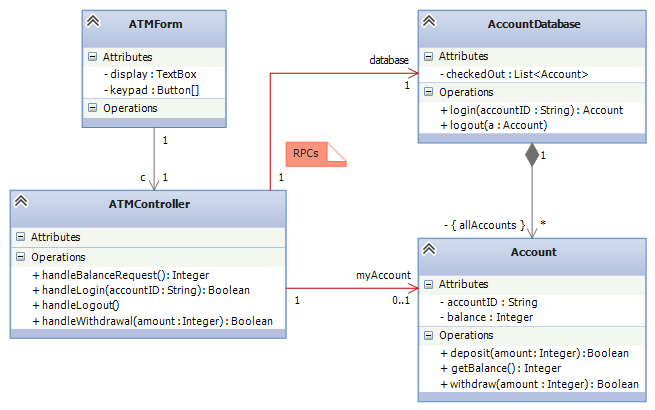 ATMForm
Attributes
- display : TextBox
- keypad : Button[]
Operations
AccountDatabase
Attributes
- checkedOut : List<Account>
Operations
+ login(accountID : String) : Account
+ logout(a : Account)
database
1
1
RPCs
1
c
1
1
- { allAccounts }
*
ATMController
Attributes
Operations
+ handleBalanceRequest() : Integer
+ handleLogin(accountID : String) : Boolean
+ handleLogout()
+ handleWithdrawal(amount : Integer) : Boolean
myAccount
1
0..1
Account
Attributes
- accountID : String
- balance : Integer
Operations
+ deposit(amount : Integer) : Boolean
+ getBalance() : Integer
+ withdraw(amount : Integer) : Boolean